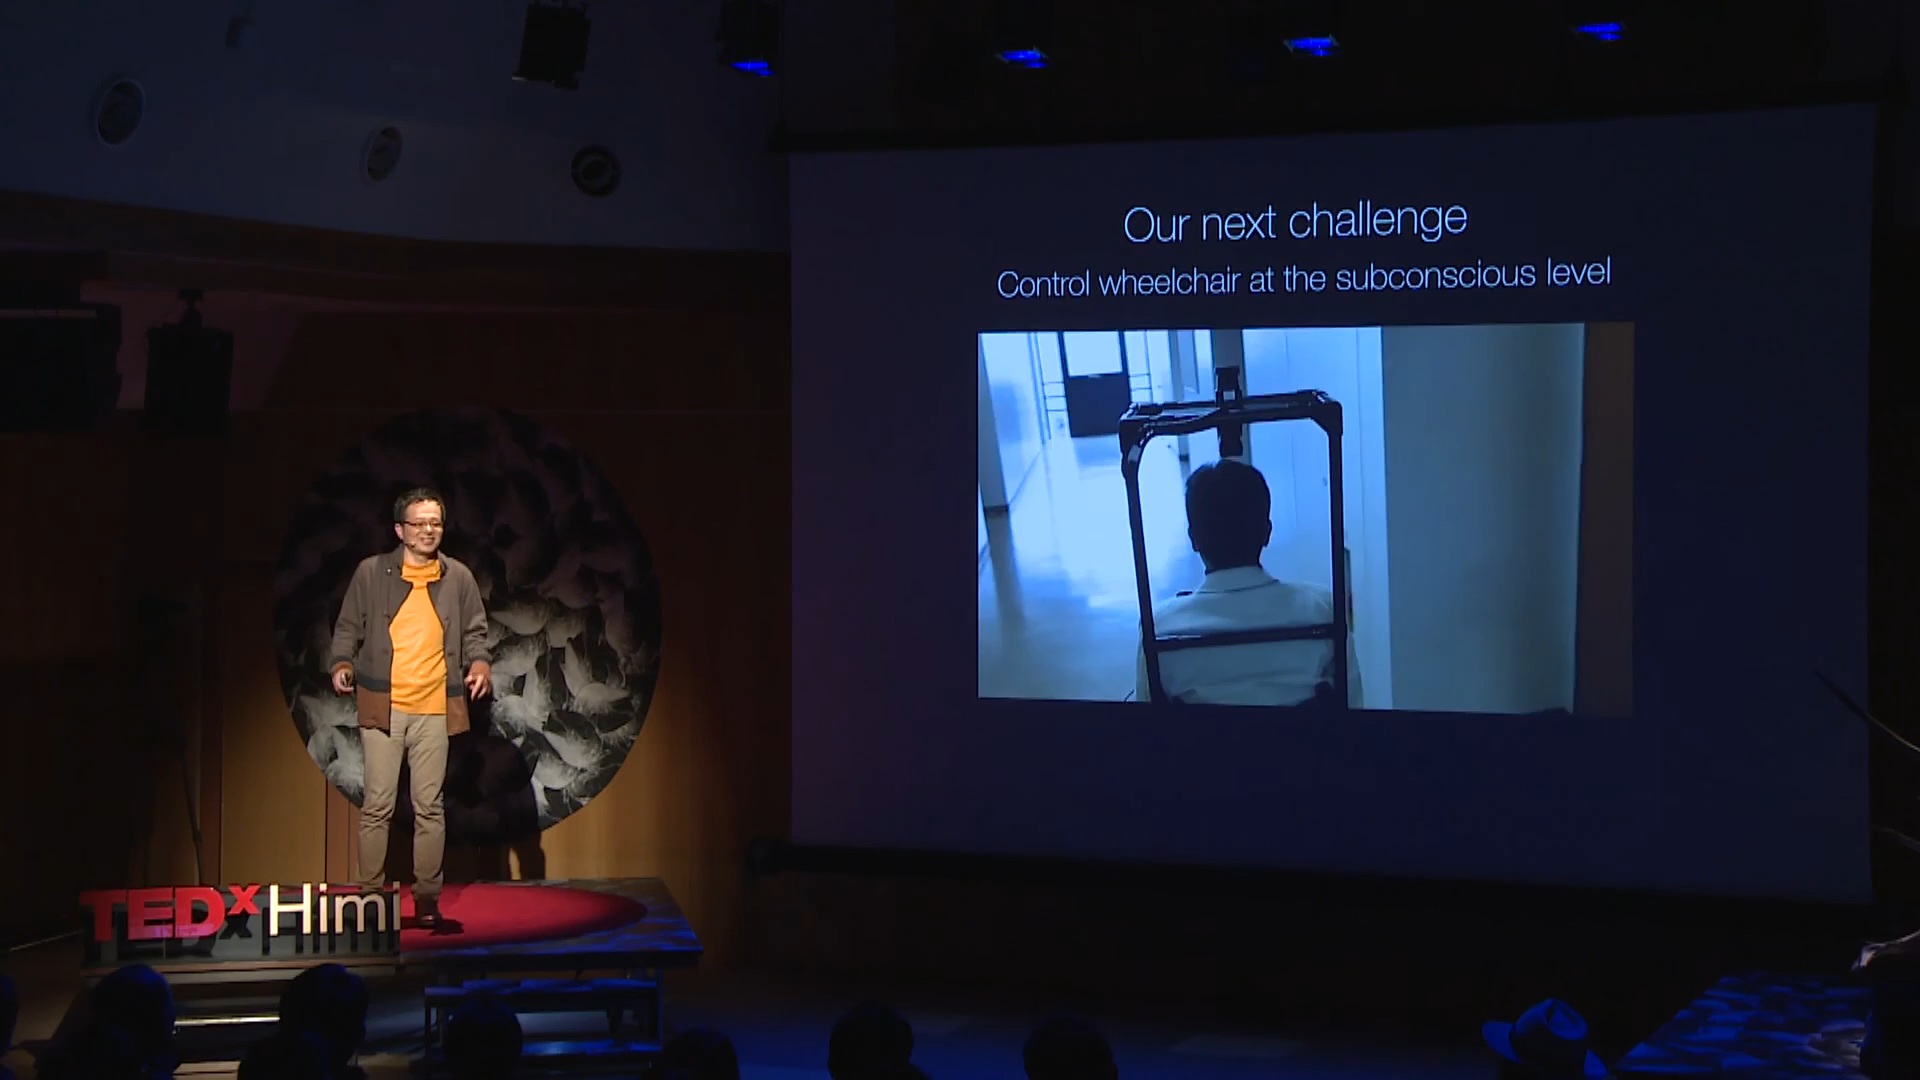 Our next challenge
Control wheelchair at the subconscious level
TEDxHimi